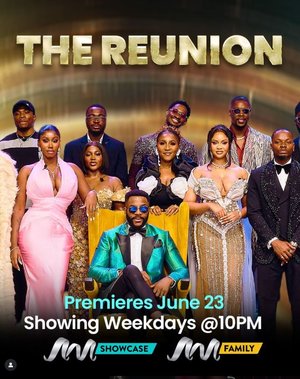 THE REUNION
Premieres June 23
Showing Weekdays @10PM
SHOWCASE
FAMILY